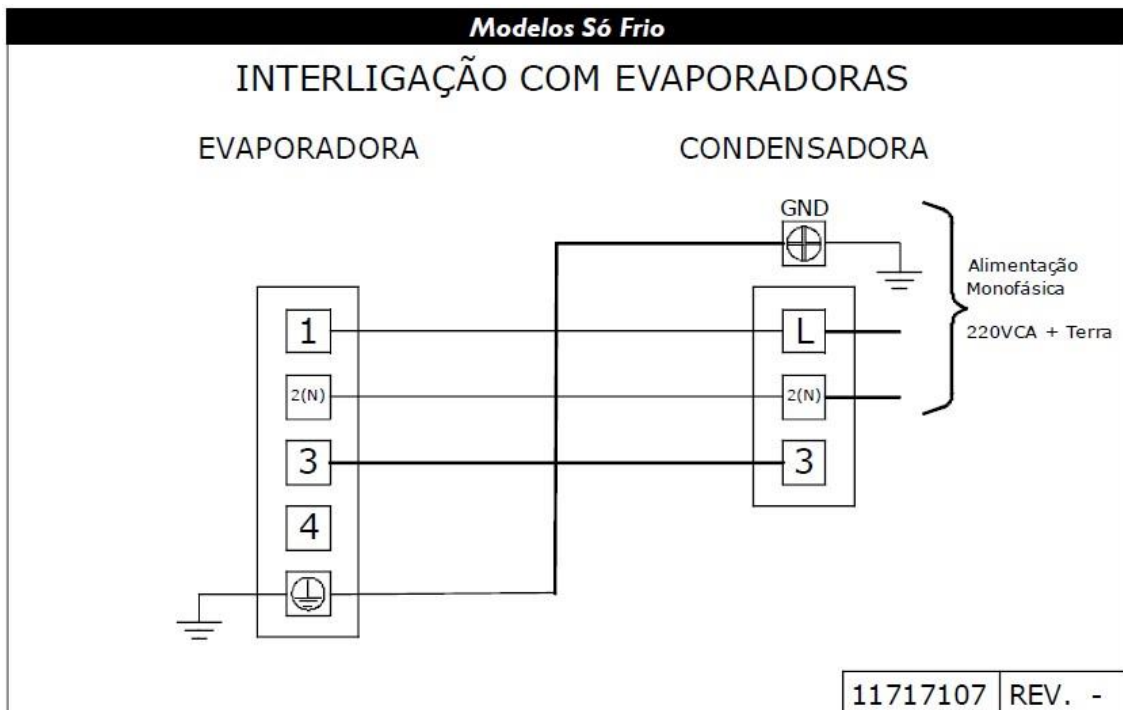 Modelos Só Frio
INTERLIGAÇÃO COM EVAPORADORAS
EVAPORADORA
CONDENSADORA
GND
Alimentação
Monofásica
220VCA + Terra
1
L
2(N)
2(N)
3
3
4
11717107
REV. -